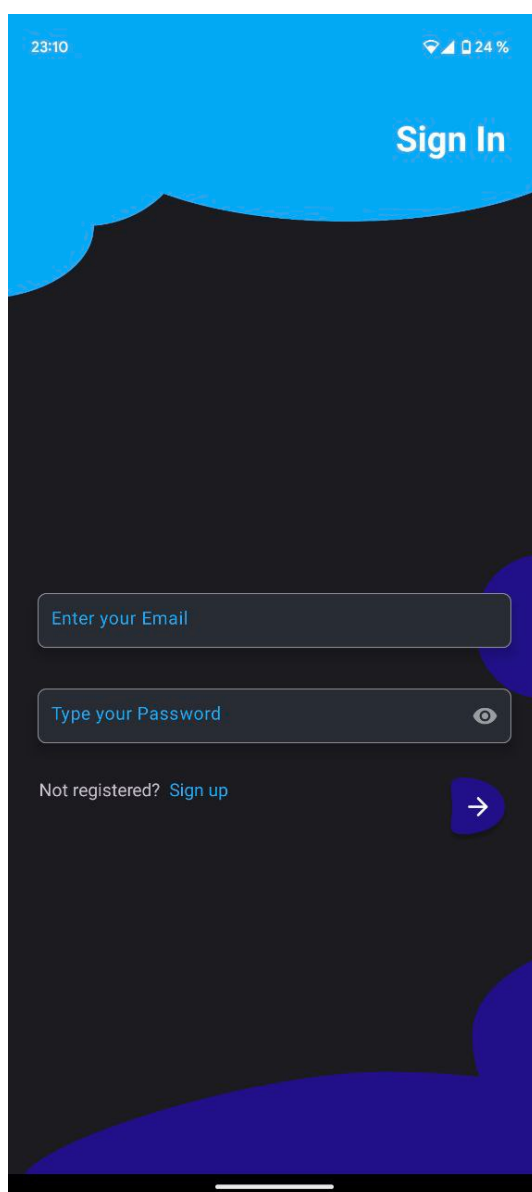 23:10 24 %
Sign In
Enter your Email
Type your Password
Not registered? Sign up